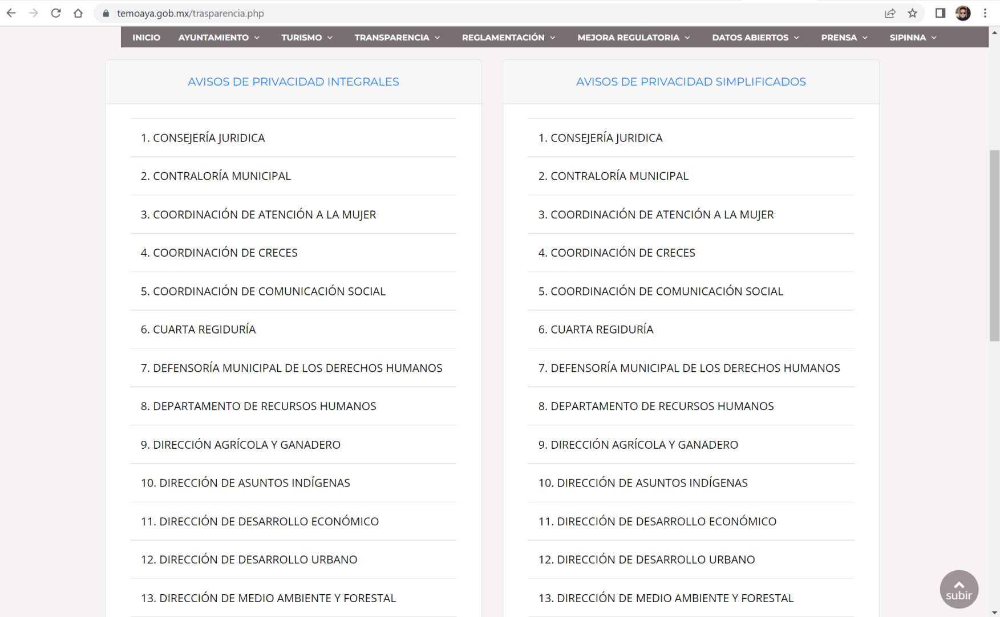 temoaya.gob.mx/trasparencia.php
INICIO AYUNTAMIENTO TURISMO TRANSPARENCIA REGLAMENTACIÓN MEJORA REGULATORIA DATOS ABIERTOS PRENSA SIPINNA
AVISOS DE PRIVACIDAD INTEGRALES
1. CONSEJERÍA JURIDICA
2. CONTRALORÍA MUNICIPAL
3. COORDINACIÓN DE ATENCIÓN A LA MUJER
4. COORDINACIÓN DE CRECES
5. COORDINACIÓN DE COMUNICACIÓN SOCIAL
6. CUARTA REGIDURÍA
7. DEFENSORÍA MUNICIPAL DE LOS DERECHOS HUMANOS
8. DEPARTAMENTO DE RECURSOS HUMANOS
9. DIRECCIÓN AGRÍCOLA Y GANADERO
10. DIRECCIÓN DE ASUNTOS INDÍGENAS
11. DIRECCIÓN DE DESARROLLO ECONÓMICO
12. DIRECCIÓN DE DESARROLLO URBANO
13. DIRECCIÓN DE MEDIO AMBIENTE Y FORESTAL
AVISOS DE PRIVACIDAD SIMPLIFICADOS
1. CONSEJERÍA JURIDICA
2. CONTRALORÍA MUNICIPAL
3. COORDINACIÓN DE ATENCIÓN A LA MUJER
4. COORDINACIÓN DE CRECES
5. COORDINACIÓN DE COMUNICACIÓN SOCIAL
6. CUARTA REGIDURÍA
7. DEFENSORÍA MUNICIPAL DE LOS DERECHOS HUMANOS
8. DEPARTAMENTO DE RECURSOS HUMANOS
9. DIRECCIÓN AGRÍCOLA Y GANADERO
10. DIRECCIÓN DE ASUNTOS INDÍGENAS
11. DIRECCIÓN DE DESARROLLO ECONÓMICO
12. DIRECCIÓN DE DESARROLLO URBANO
13. DIRECCIÓN DE MEDIO AMBIENTE Y FORESTAL
subir